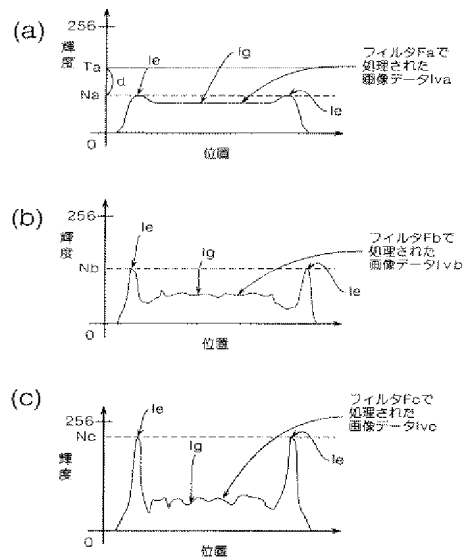 (a)
256
輝度
Ta
d
Na
0
Ie
Ig
Ie
フィルタFaで
処理された
画像データIva
位置
(b)
256
輝度
Nb
0
Ie
Ig
Ie
フィルタFbで
処理された
画像データIvb
位置
(c)
256
Nc
輝度
0
Ie
Ig
Ie
フィルタFcで
処理された
画像データIvc
位置